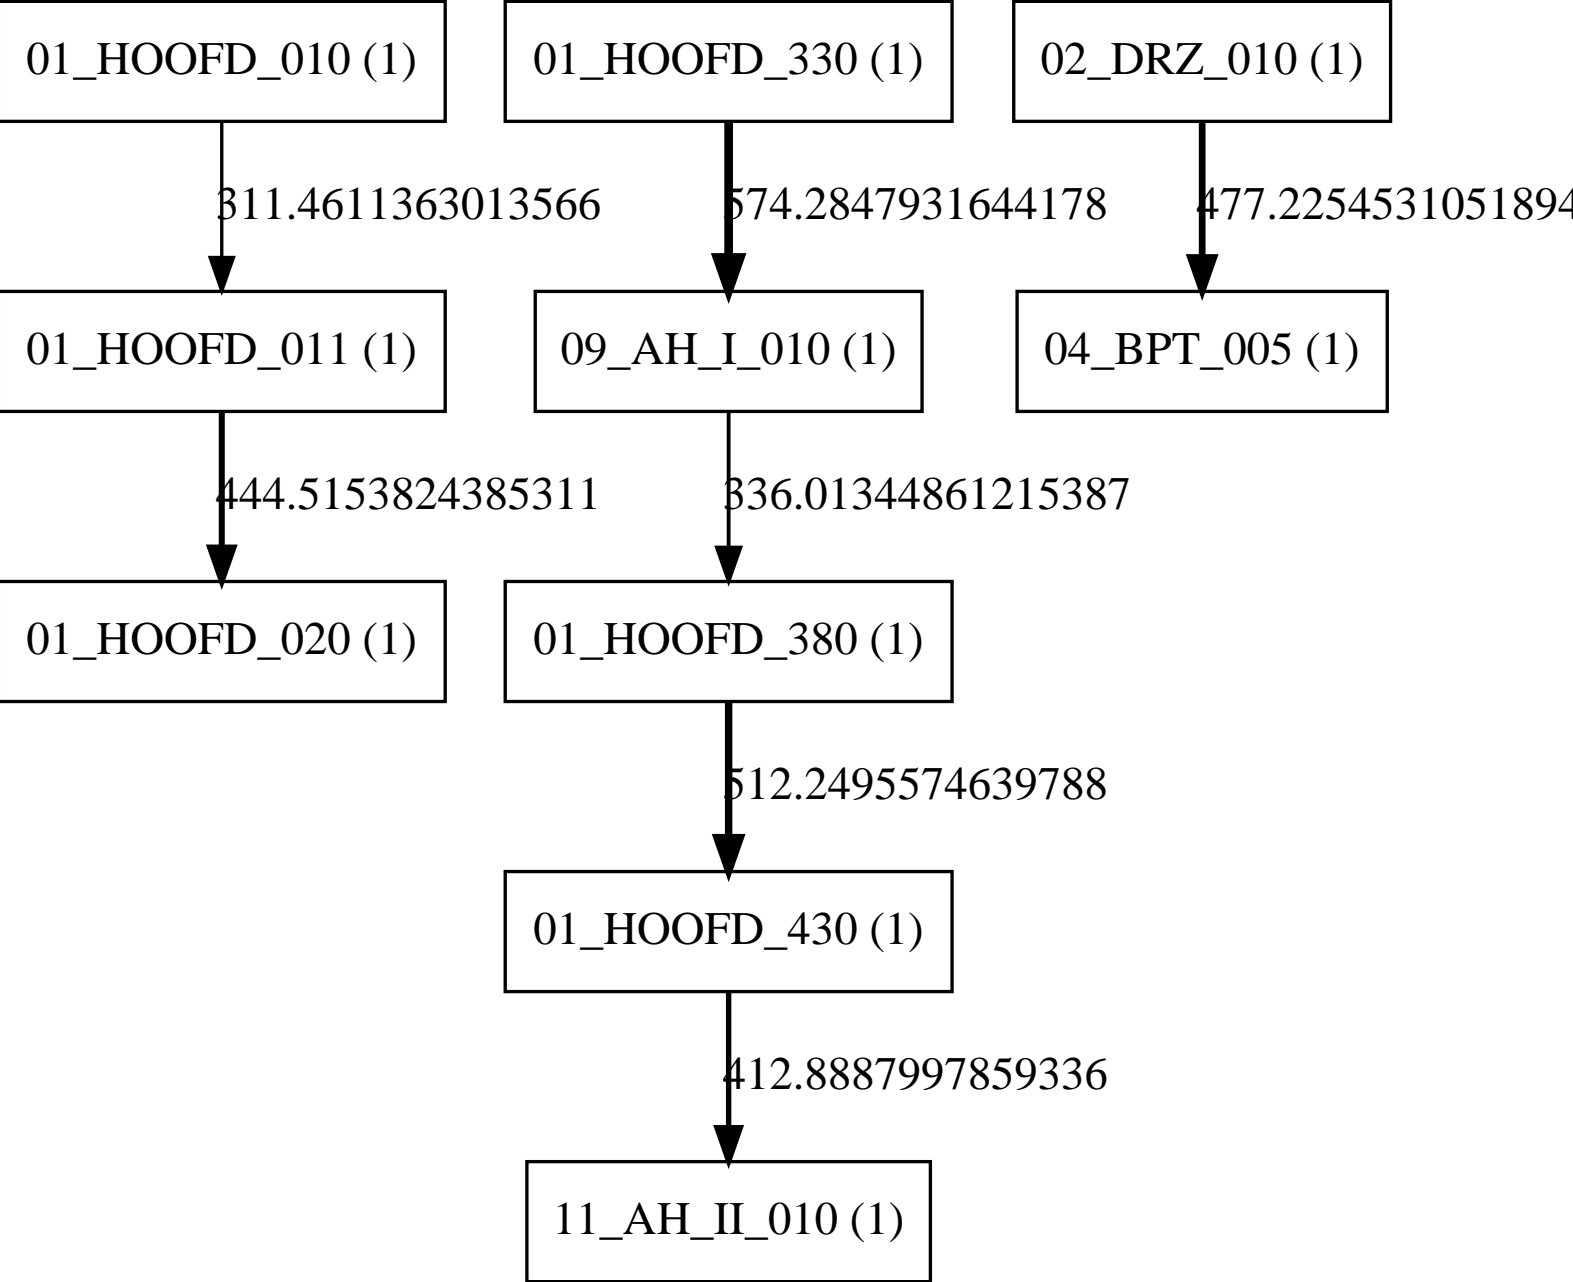 01_HOOFD_010 (1)
01_HOOFD_330 (1)
02_DRZ_010 (1)
311.4611363013566
574.2847931644178
477.2254531051894
01_HOOFD_011 (1)
09_AH_I_010 (1)
04_BPT_005 (1)
444.5153824385311
336.01344861215387
01_HOOFD_020 (1)
01_HOOFD_380 (1)
512.2495574639788
01_HOOFD_430 (1)
412.8887997859336
11_AH_II_010 (1)